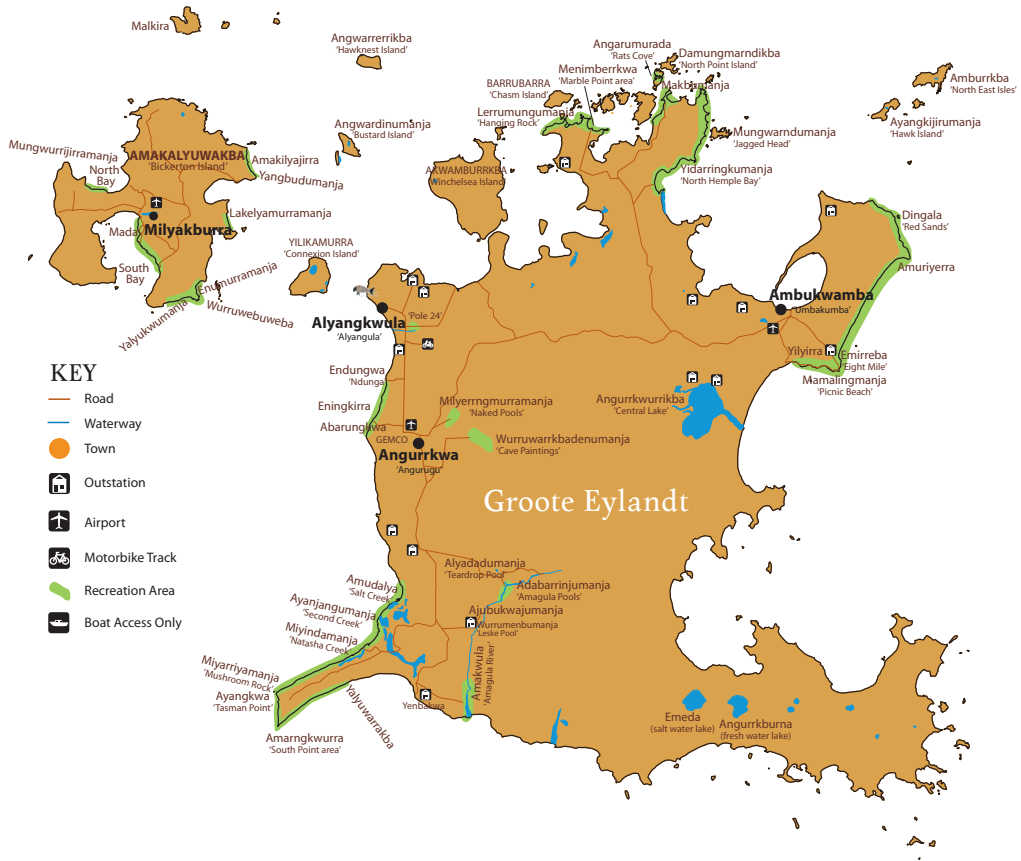 Malkira
Angwarrerrikba
'Hawknest Island'
Angarumurada
'Rats Cove'
Damungmarndikba
'North Point Island'
Menimberrkwa
'Marble Point area'
BARRUBARRA
'Chasm Island'
Makbumanja
Amburrkba
'North East Isles'
Lerrumungumanja
'Hanging Rock'
Ayangkijirumanja
'Hawk Island'
Angwardinumanja
'Bustard Island'
Mungwarndumanja
'Jagged Head'
Mungwurrijirramanja
AMAKALYUWAKBA
'Bickerton Island'
Amakilyajirra
North
Bay
Yangbudumanja
AKWAMBURRKBA
'Winchelsea Island'
Yidarringkumanja
'North Hemple Bay'
Lakelyamurramanja
Mada
Milyakburra
Dingala
'Red Sands'
YILIKAMURRA
'Connexion Island'
South
Bay
Enumurramanja
Amuriyerra
Yalyukwumanja
Wurruwebuweba
Ambukwamba
'Umbakumba'
'Pole 24'
Alyangkwula
'Alyangula'
Yilyirra
Emirreba
'Eight Mile'
Mamalingmanja
'Picnic Beach'
KEY
Road
Waterway
Town
Outstation
Airport
Motorbike Track
Recreation Area
Boat Access Only
Endungwa
'Ndunga'
Eningkirra
Abarungkwa
GEMCO
Milyerrngmurramanja
'Naked Pools'
Angurrkwurrikba
'Central Lake'
Wurruwarrkbadenumanja
'Cave Paintings'
Angurrkwa
'Angurugu'
Groote Eylandt
Alyadadumanja
'Teardrop Pool'
Amudalya
'Salt Creek'
Adabarrinjumanja
'Amagula Pools'
Ayanjangumanja
'Second Creek'
Ajubukwajumanja
Wurrumenbumanja
'Leske Pool'
Miyindamanja
'Natasha Creek'
Miyarriyamanja
'Mushroom Rock'
Amakwula
'Amagula River'
Ayangkwa
'Tasman Point'
Yalyuwarrakba
Yenbakwa
Amarngkwurra
'South Point area'
Emeda
(salt water lake)
Angurrkburna
(fresh water lake)